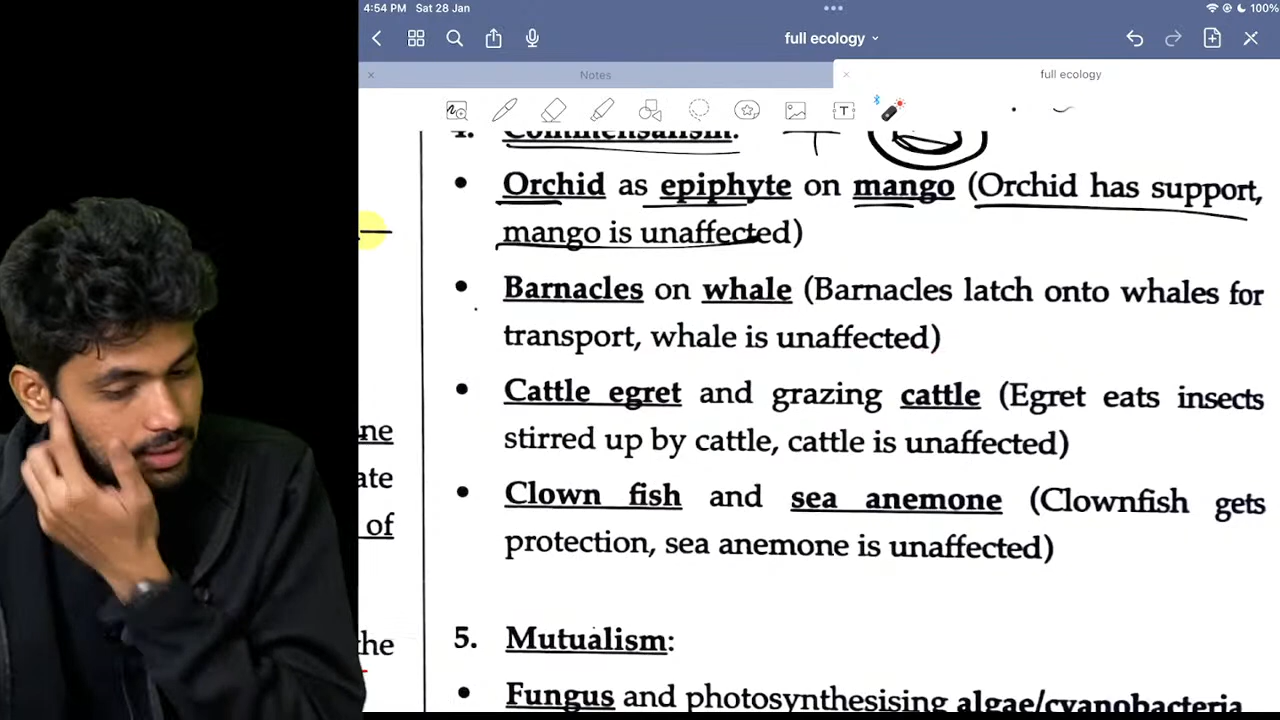 4:54 PM Sat 28 Jan
100%
full ecology
Notes
full ecology
4. Commensalism:
• Orchid as epiphyte on mango (Orchid has support,
mango is unaffected)
• Barnacles on whale (Barnacles latch onto whales for
transport, whale is unaffected)
• Cattle egret and grazing cattle (Egret eats insects
stirred up by cattle, cattle is unaffected)
ne
ate
• Clown fish and sea anemone (Clownfish gets
of
protection, sea anemone is unaffected)
5. Mutualism:
the
• Fungus and photosynthesising algae/cyanobacteria